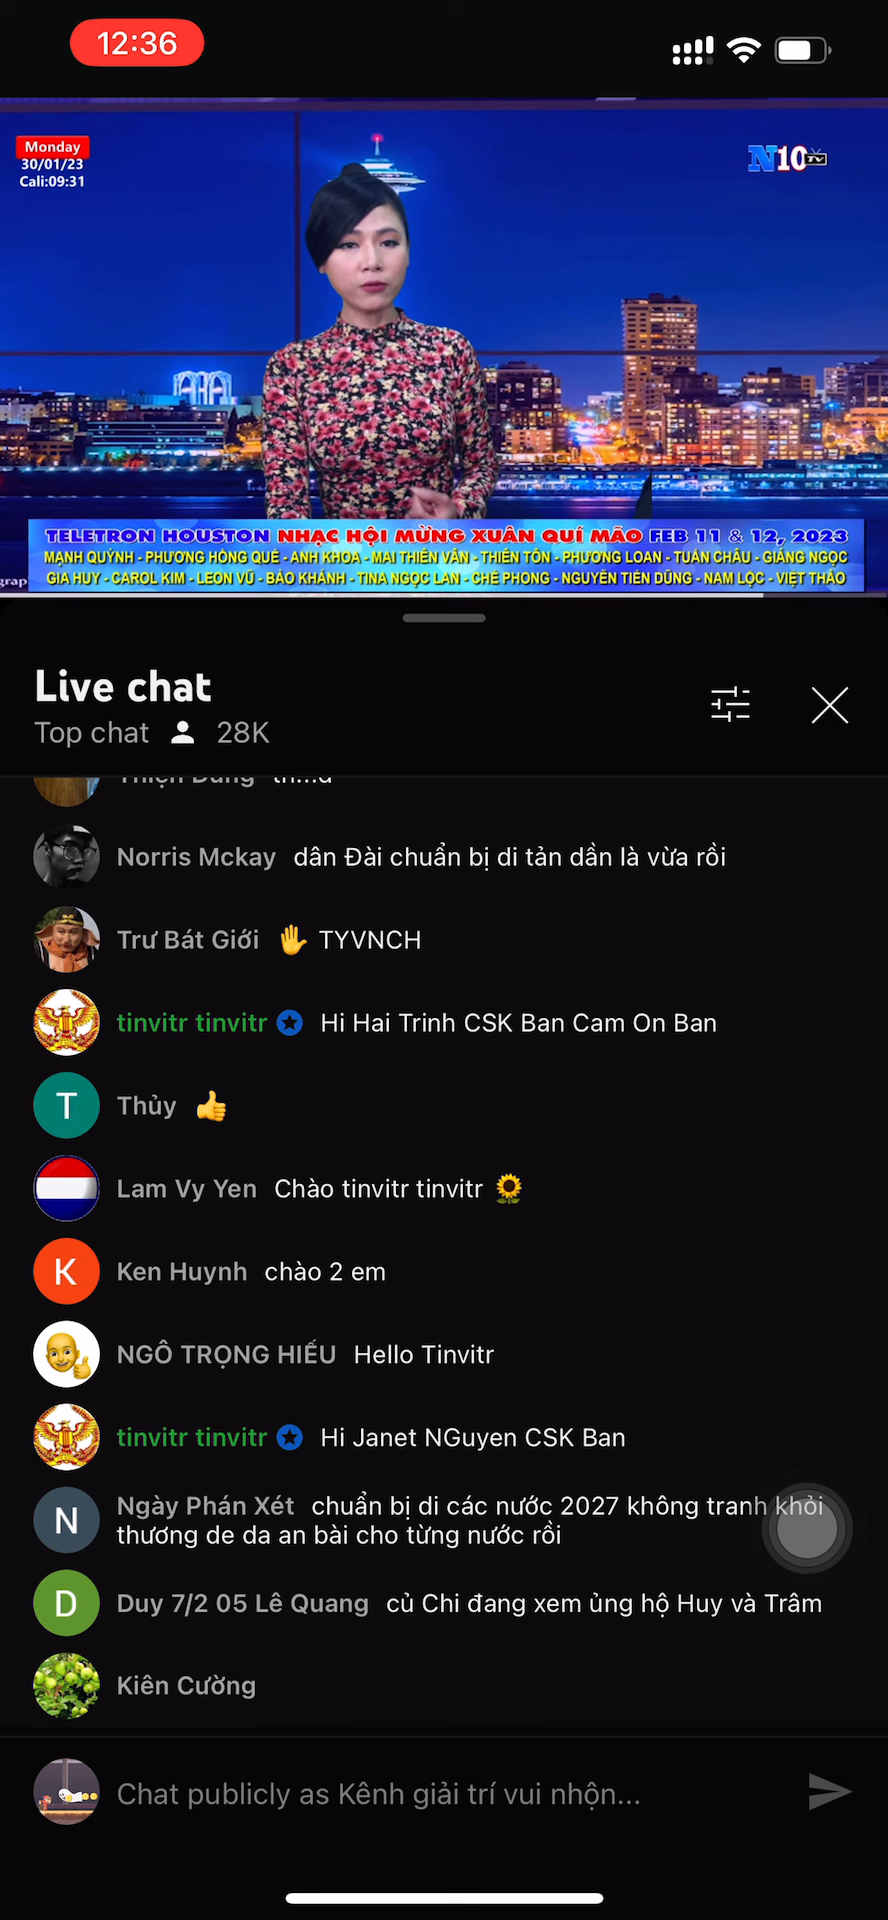 12:36
Monday
30/01/23
Cali:09:31
N10 TV
TELETRON HOUSTON NHẠC HỘI MỪNG XUÂN QUÍ MÃO FEB 11 & 12, 2023
MẠNH QUỲNH - PHƯƠNG HỒNG QUẾ - ANH KHOA - MAI THIÊN VÂN - THIÊN TÔN - PHƯƠNG LOAN - TUẤN CHÂU - GIÁNG NGỌC
grap
GIA HUY - CAROL KIM - LEON VŨ - BẢO KHÁNH - TINA NGỌC LAN - CHẾ PHONG - NGUYỄN TIẾN DŨNG - NAM LỘC - VIỆT THẢO
Live chat
Top chat 28K
Norris Mckay dân Đài chuẩn bị di tản dần là vừa rồi
Trư Bát Giới ✋ TYVNCH
tinvitr tinvitr Hi Hai Trinh CSK Ban Cam On Ban
T Thủy 👍
Lam Vy Yen Chào tinvitr tinvitr 🌻
K Ken Huynh chào 2 em
NGÔ TRỌNG HIẾU Hello Tinvitr
tinvitr tinvitr Hi Janet NGuyen CSK Ban
N Ngày Phán Xét chuẩn bị di các nước 2027 không tranh khỏi
thương de da an bài cho từng nước rồi
D Duy 7/2 05 Lê Quang củ Chi đang xem ủng hộ Huy và Trâm
Kiên Cường
Chat publicly as Kênh giải trí vui nhộn...